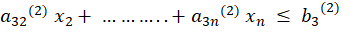 a₃₂⁽²⁾ x₂ + … … … . . + a₃ₙ⁽²⁾ xₙ ≤ b₃⁽²⁾